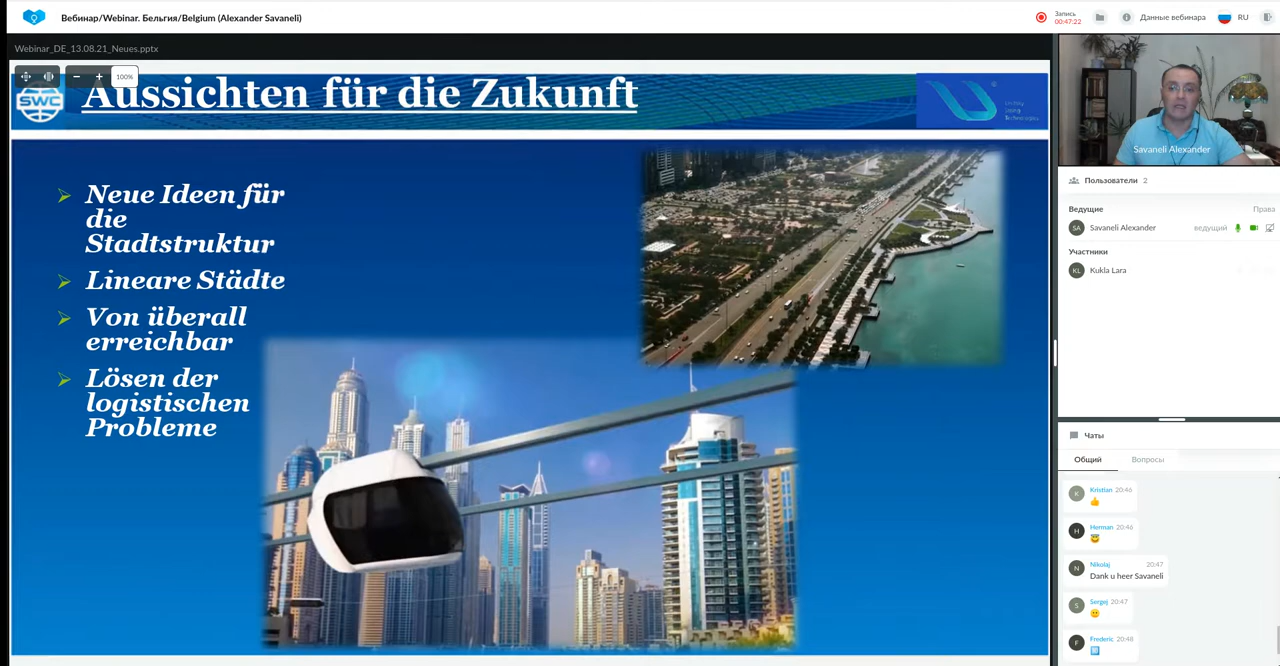 Вебинар/Webinar. Бельгия/Belgium (Alexander Savaneli)
Запись
00:47:22
Данные вебинара
RU
Webinar_DE_13.08.21_Neues.pptx
100%
SWC
Aussichten für die Zukunft
Unitsky
String
Technologies
Neue Ideen für
die
Stadtstruktur
Lineare Städte
Von überall
erreichbar
Lösen der
logistischen
Probleme
Savaneli Alexander
Пользователи 2
Ведущие Права
SA Savaneli Alexander ведущий
Участники
KL Kukla Lara
Чаты
Общий Вопросы
K Kristian 20:46
👍
H Herman 20:46
😇
N Nikolaj 20:47
Dank u heer Savaneli
S Sergej 20:47
🙂
F Frederic 20:48